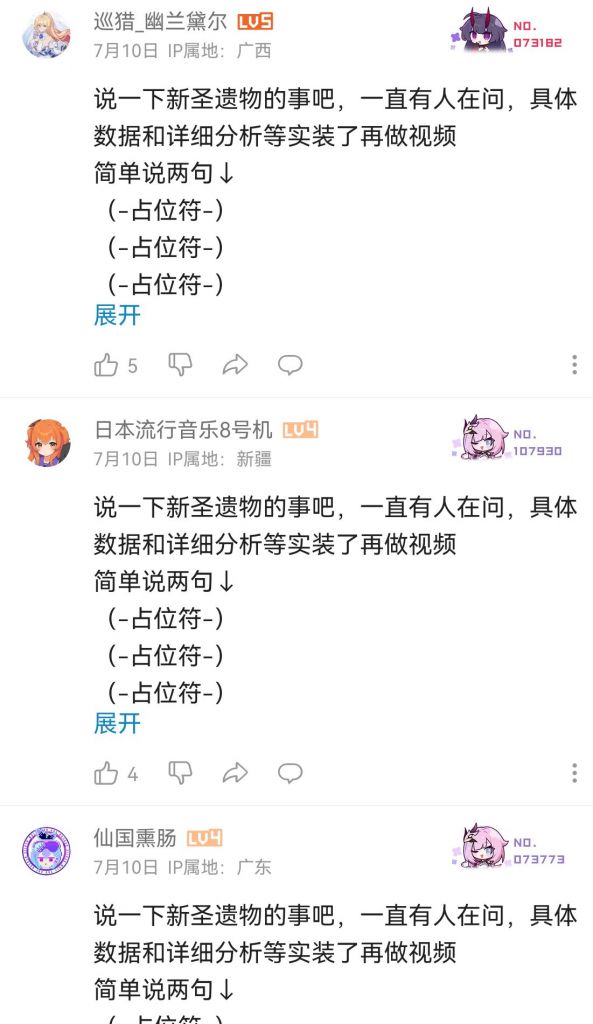 巡猎_幽兰黛尔 LV5
NO.
073182
7月10日 IP属地：广西
说一下新圣遗物的事吧，一直有人在问，具体
数据和详细分析等实装了再做视频
简单说两句↓
（-占位符-）
（-占位符-）
（-占位符-）
展开
5
日本流行音乐8号机 LV4
NO.
107930
7月10日 IP属地：新疆
说一下新圣遗物的事吧，一直有人在问，具体
数据和详细分析等实装了再做视频
简单说两句↓
（-占位符-）
（-占位符-）
（-占位符-）
展开
4
仙国熏肠 LV4
NO.
073773
7月10日 IP属地：广东
说一下新圣遗物的事吧，一直有人在问，具体
数据和详细分析等实装了再做视频
简单说两句↓
（-占位符-）